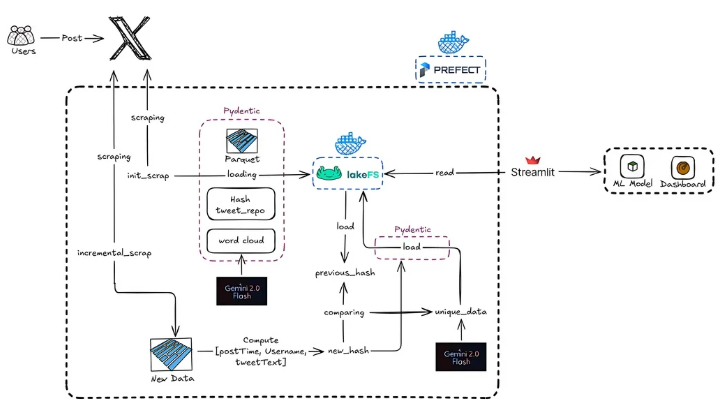 Users
Post
X
PREFECT
scraping
scraping
Pydentic
Parquet
init_scrap
loading
lakeFS
read
Streamlit
ML Model
Dashboard
Hash
tweet_repo
word cloud
load
Pydentic
load
incremental_scrap
Gemini 2.0
Flash
previous_hash
comparing
unique_data
Compute
[postTime, Username,
tweetText]
new_hash
Gemini 2.0
Flash
New Data